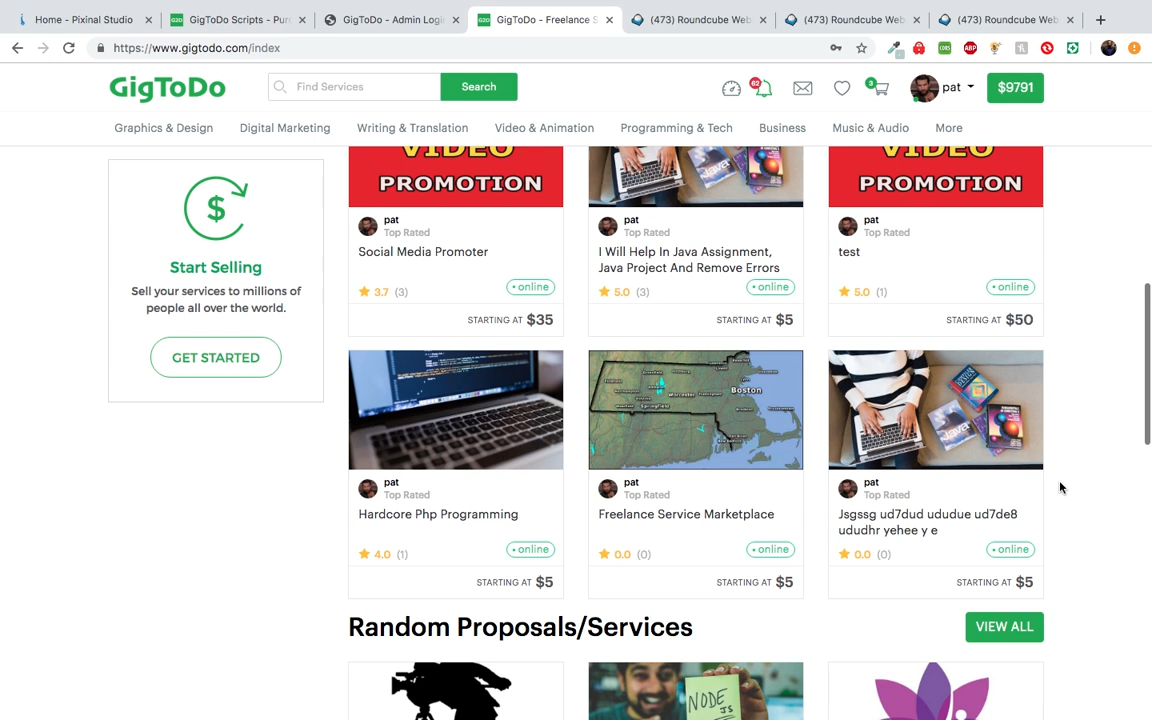 Home - Pixinal Studio
GigToDo Scripts - Pur
GigToDo - Admin Logi
GigToDo - Freelance S
(473) Roundcube Web
(473) Roundcube Web
(473) Roundcube Web
https://www.gigtodo.com/index
GigToDo
Find Services
Search
62
3
pat
$9791
Graphics & Design
Digital Marketing
Writing & Translation
Video & Animation
Programming & Tech
Business
Music & Audio
More
$
Start Selling
Sell your services to millions of
people all over the world.
GET STARTED
VIDEO
PROMOTION
pat
Top Rated
Social Media Promoter
3.7 (3)
• online
STARTING AT $35
pat
Top Rated
I Will Help In Java Assignment,
Java Project And Remove Errors
5.0 (3)
• online
STARTING AT $5
VIDEO
PROMOTION
pat
Top Rated
test
5.0 (1)
• online
STARTING AT $50
pat
Top Rated
Hardcore Php Programming
4.0 (1)
• online
STARTING AT $5
Boston
Worcester
Springfield
pat
Top Rated
Freelance Service Marketplace
0.0 (0)
• online
STARTING AT $5
Java
pat
Top Rated
Jsgssg ud7dud ududue ud7de8
ududhr yehee y e
0.0 (0)
• online
STARTING AT $5
Random Proposals/Services
VIEW ALL
NODE
JS